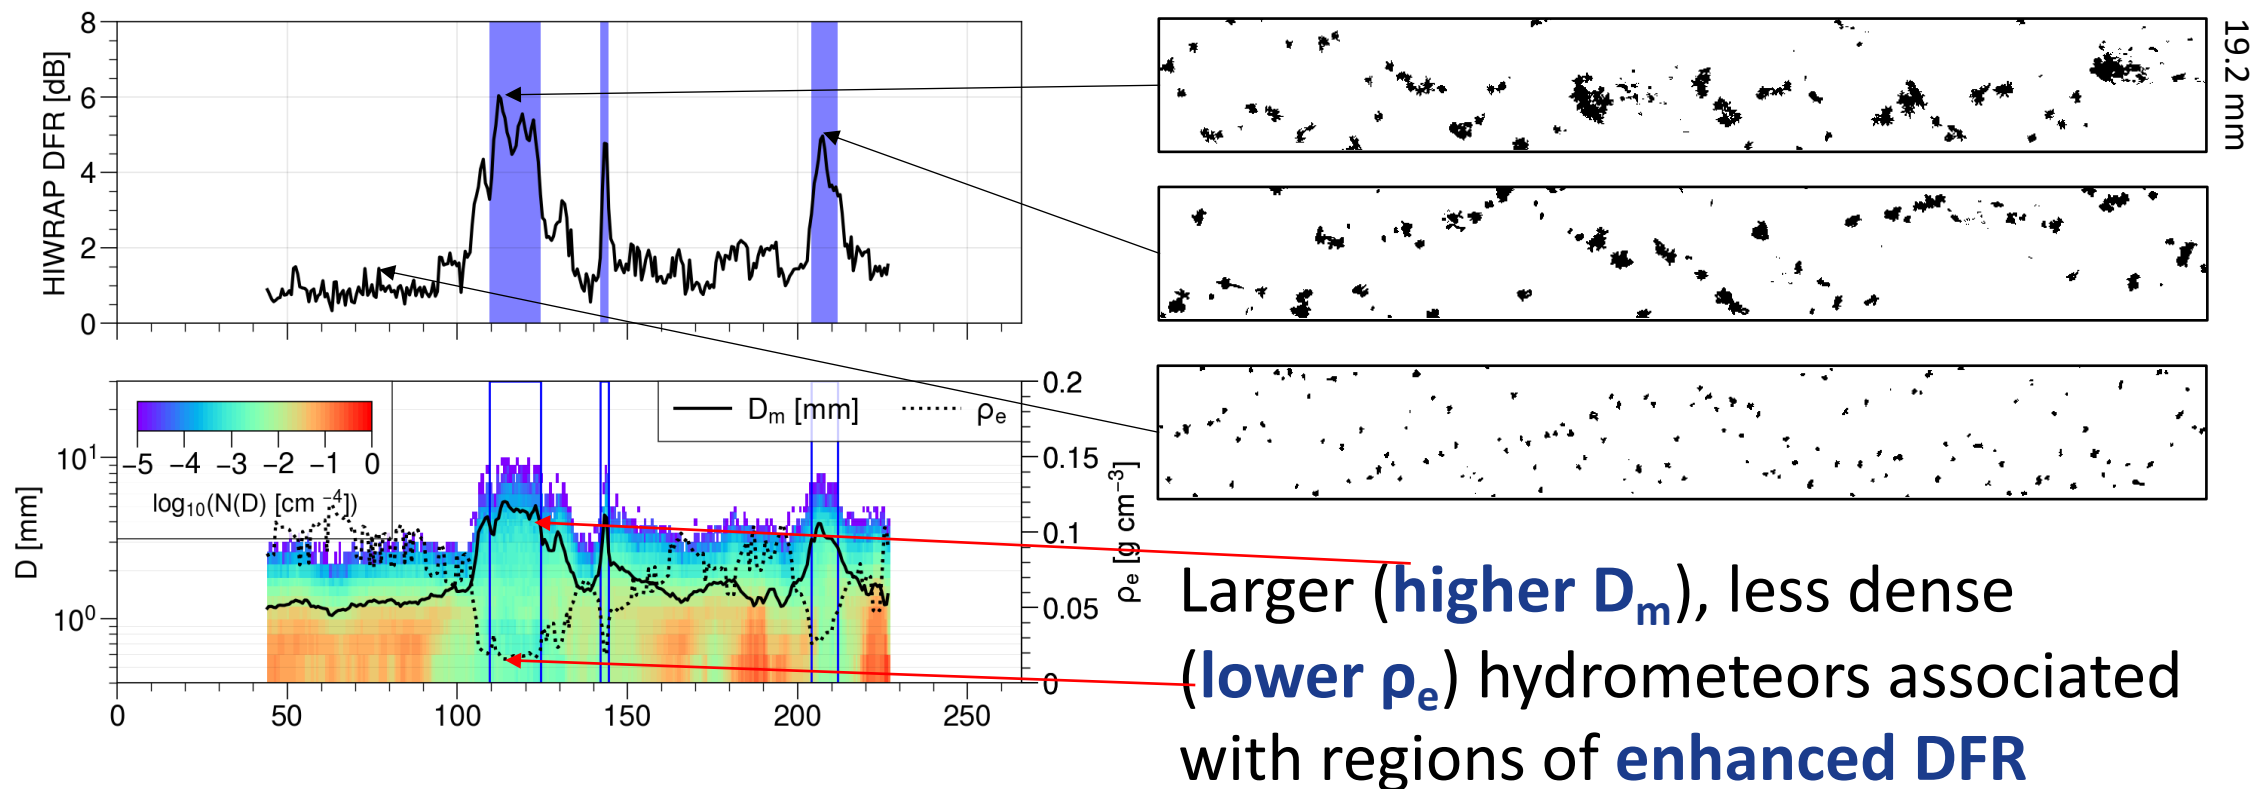 8
6
4
2
0
HIWRAP DFR [dB]
19.2 mm
0.2
0.15
0.1
0.05
0
ρe [g cm−3]
Dm [mm]
ρe
−5 −4 −3 −2 −1 0
log10(N(D) [cm−4])
10¹
10⁰
D [mm]
0 50 100 150 200 250
Larger (higher Dm), less dense
(lower ρe) hydrometeors associated
with regions of enhanced DFR